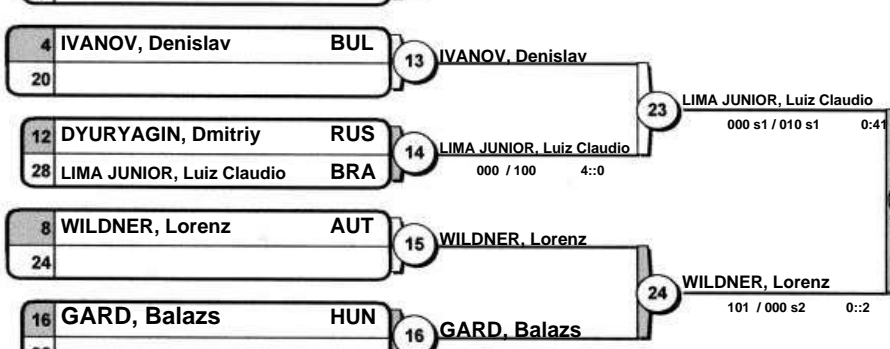 4 IVANOV, Denislav BUL
20
13 IVANOV, Denislav
12 DYURYAGIN, Dmitriy RUS
28 LIMA JUNIOR, Luiz Claudio BRA
14 LIMA JUNIOR, Luiz Claudio
000 / 100 4::0
23 LIMA JUNIOR, Luiz Claudio
000 s1 / 010 s1 0:41
8 WILDNER, Lorenz AUT
24
15 WILDNER, Lorenz
16 GARD, Balazs HUN
16 GARD, Balazs
24 WILDNER, Lorenz
101 / 000 s2 0::2